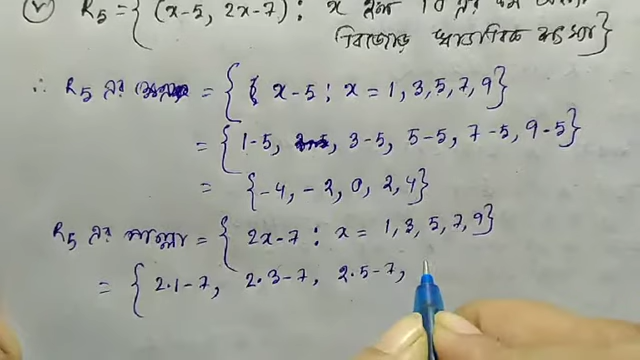 (v) R₅ = {(x-5, 2x-7) : x হল 10 এর কম
বিজোড় স্বাভাবিক সংখ্যা}
∴ R₅ এর = { x-5 : x = 1, 3, 5, 7, 9}
= {1-5, 3-5, 5-5, 7-5, 9-5}
= {-4, -2, 0, 2, 4}
R₅ এর পাল্লা = { 2x-7 : x = 1, 3, 5, 7, 9}
= { 2·1-7, 2·3-7, 2·5-7,